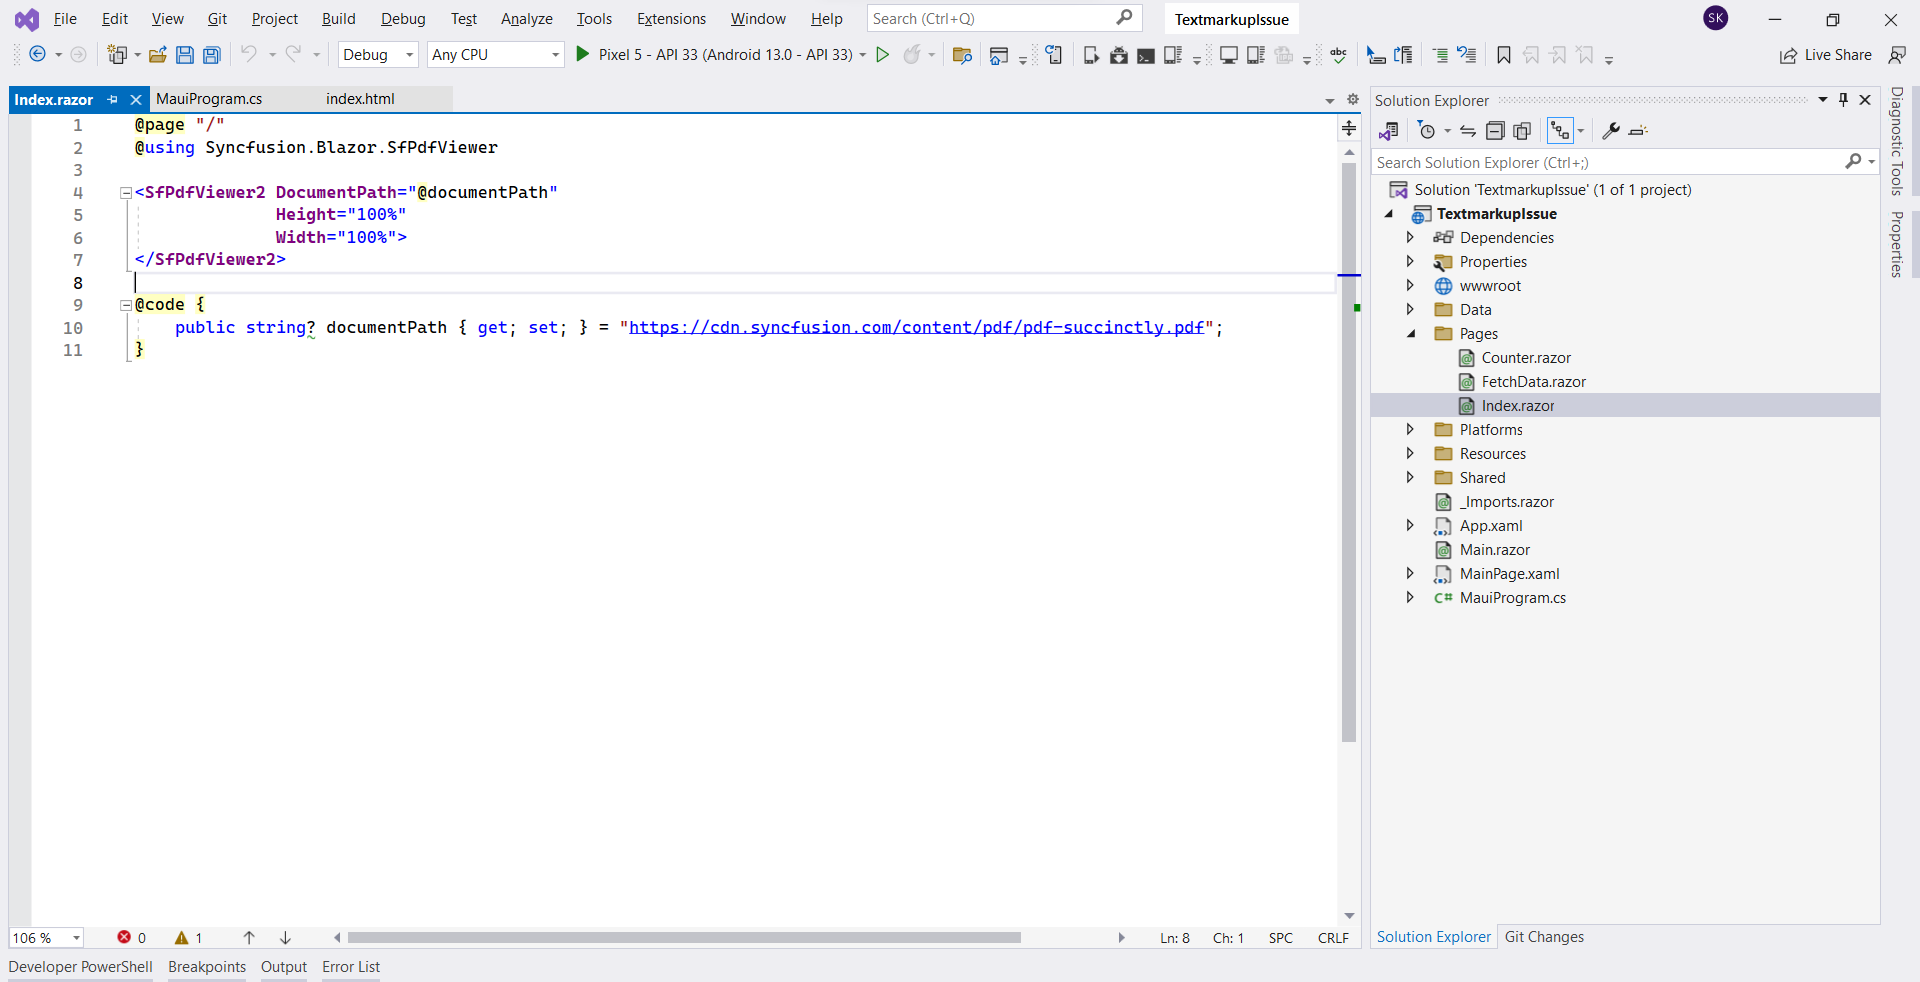 File Edit View Git Project Build Debug Test Analyze Tools Extensions Window Help Search (Ctrl+Q) TextmarkupIssue SK
Debug Any CPU Pixel 5 - API 33 (Android 13.0 - API 33) abc Live Share
Index.razor MauiProgram.cs index.html
1 @page "/"
2 @using Syncfusion.Blazor.SfPdfViewer
3
4 <SfPdfViewer2 DocumentPath="@documentPath"
5 Height="100%"
6 Width="100%">
7 </SfPdfViewer2>
8
9 @code {
10 public string? documentPath { get; set; } = "https://cdn.syncfusion.com/content/pdf/pdf-succinctly.pdf";
11 }
106 % 0 1 Ln: 8 Ch: 1 SPC CRLF
Developer PowerShell Breakpoints Output Error List
Solution Explorer
Search Solution Explorer (Ctrl+;)
Solution 'TextmarkupIssue' (1 of 1 project)
TextmarkupIssue
Dependencies
Properties
wwwroot
Data
Pages
Counter.razor
FetchData.razor
Index.razor
Platforms
Resources
Shared
_Imports.razor
App.xaml
Main.razor
MainPage.xaml
C# MauiProgram.cs
Solution Explorer Git Changes
Diagnostic Tools
Properties